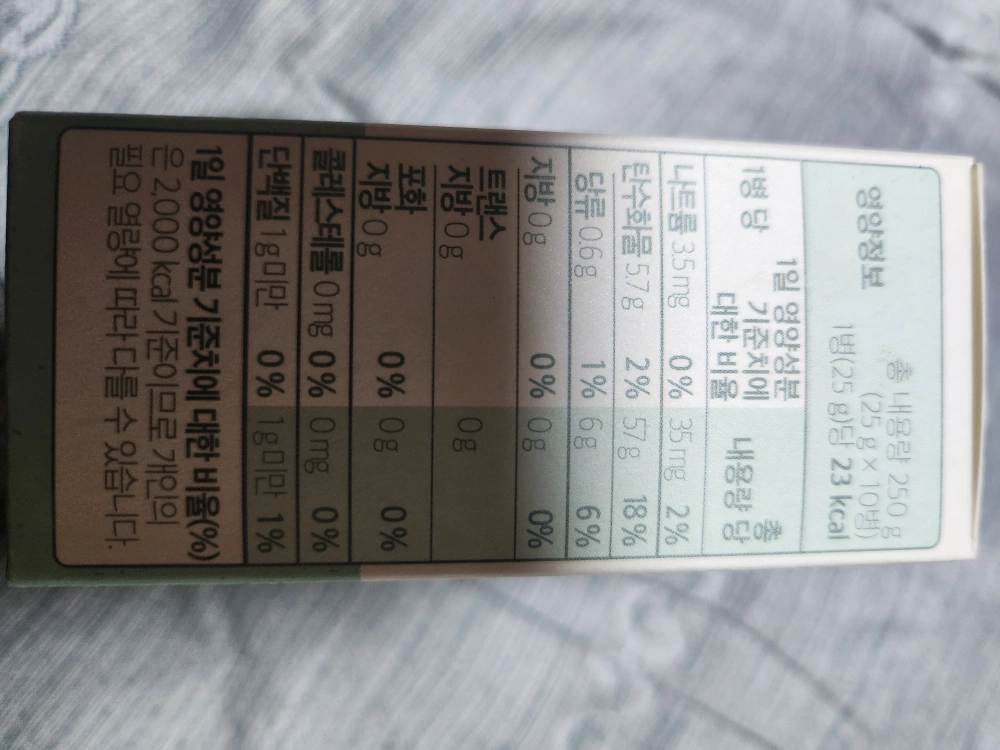 영양정보
총 내용량 250 g
(25 g × 10병)
1병(25 g)당 23 kcal
1병 당 1일 영양성분 기준치에 대한 비율 총 내용량 당
나트륨 3.5 mg 0% 35 mg 2%
탄수화물 5.7 g 2% 57 g 18%
당류 0.6 g 1% 6 g 6%
지방 0 g 0% 0 g 0%
트랜스지방 0 g 0 g
포화지방 0 g 0% 0 g 0%
콜레스테롤 0 mg 0% 0 mg 0%
단백질 1 g 미만 0% 1 g 미만 1%
1일 영양성분 기준치에 대한 비율(%)
은 2,000 kcal 기준이므로 개인의
필요 열량에 따라 다를 수 있습니다.